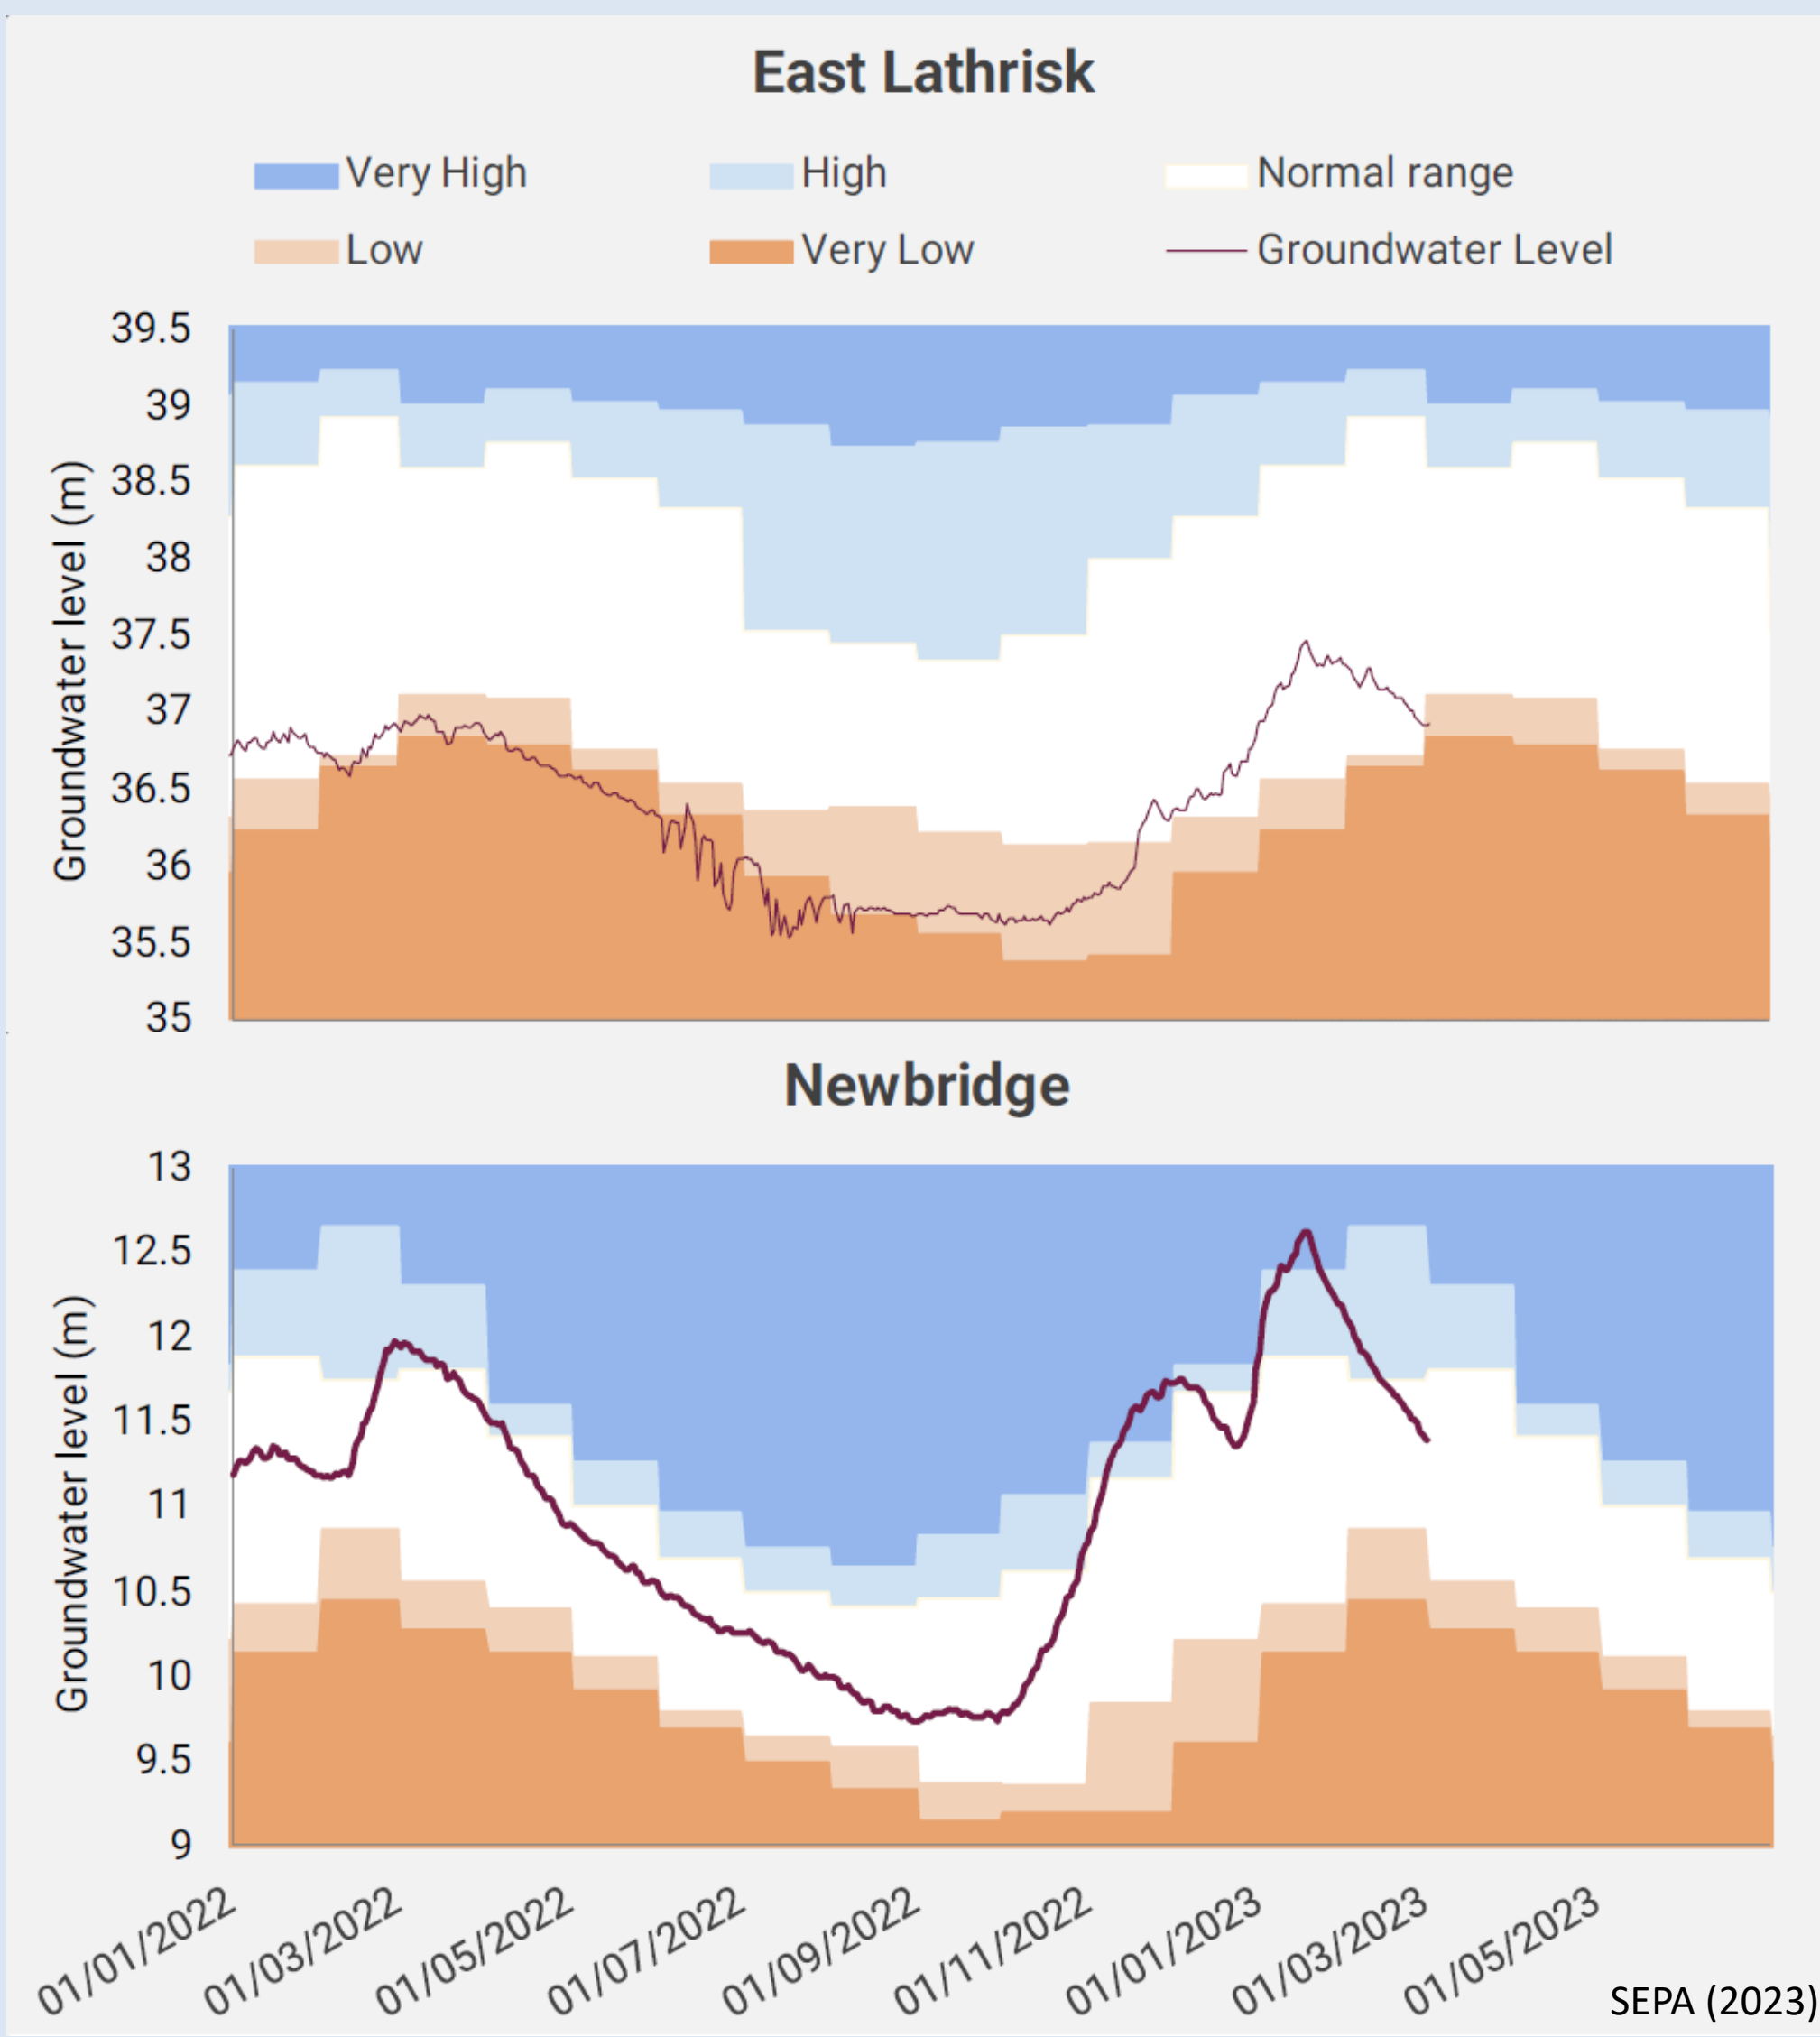 East Lathrisk
Very High High Normal range
Low Very Low Groundwater Level
Groundwater level (m)
39.5
39
38.5
38
37.5
37
36.5
36
35.5
35
Newbridge
Groundwater level (m)
13
12.5
12
11.5
11
10.5
10
9.5
9
01/01/2022 01/03/2022 01/05/2022 01/07/2022 01/09/2022 01/11/2022 01/01/2023 01/03/2023 01/05/2023
SEPA (2023)